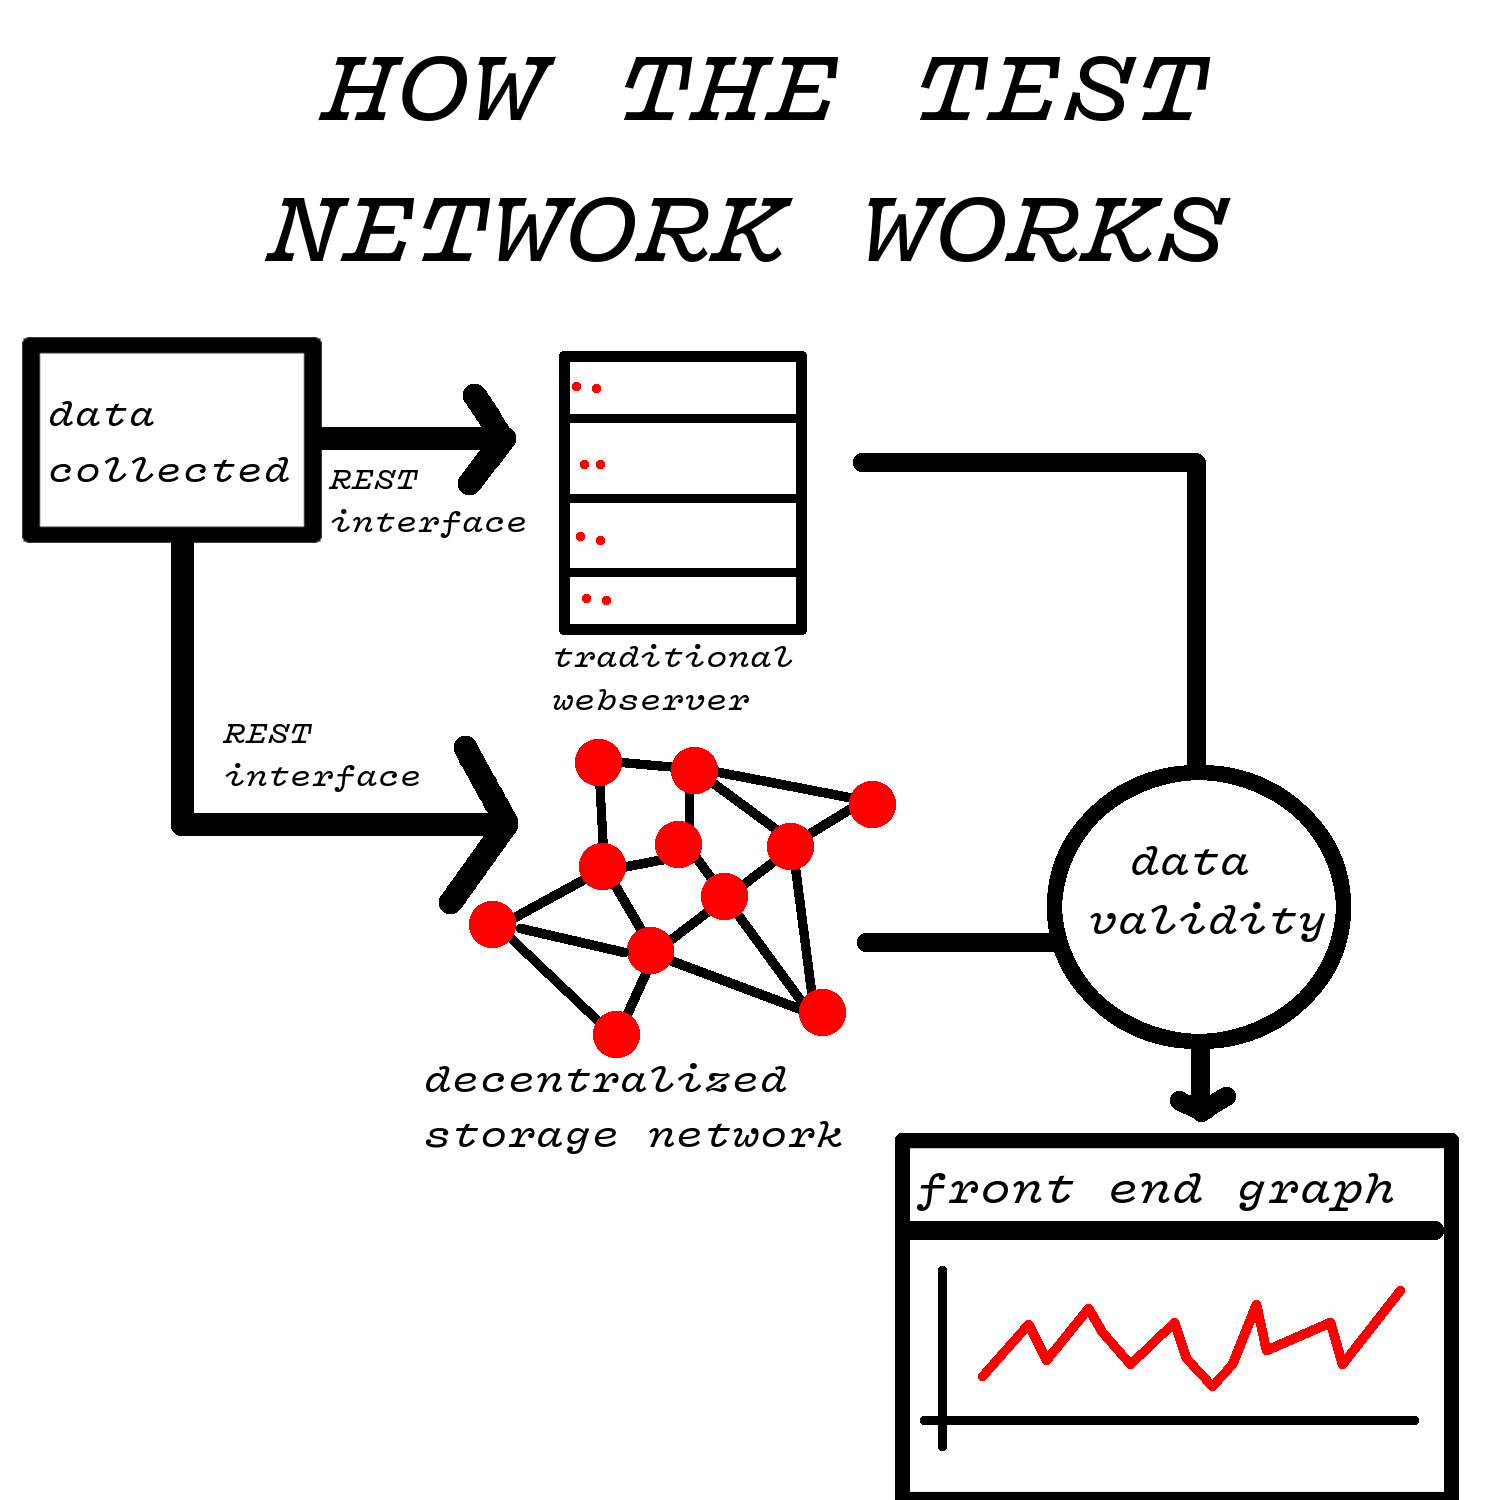 HOW THE TEST
NETWORK WORKS
data
collected
REST
interface
traditional
webserver
REST
interface
data
validity
decentralized
storage network
front end graph